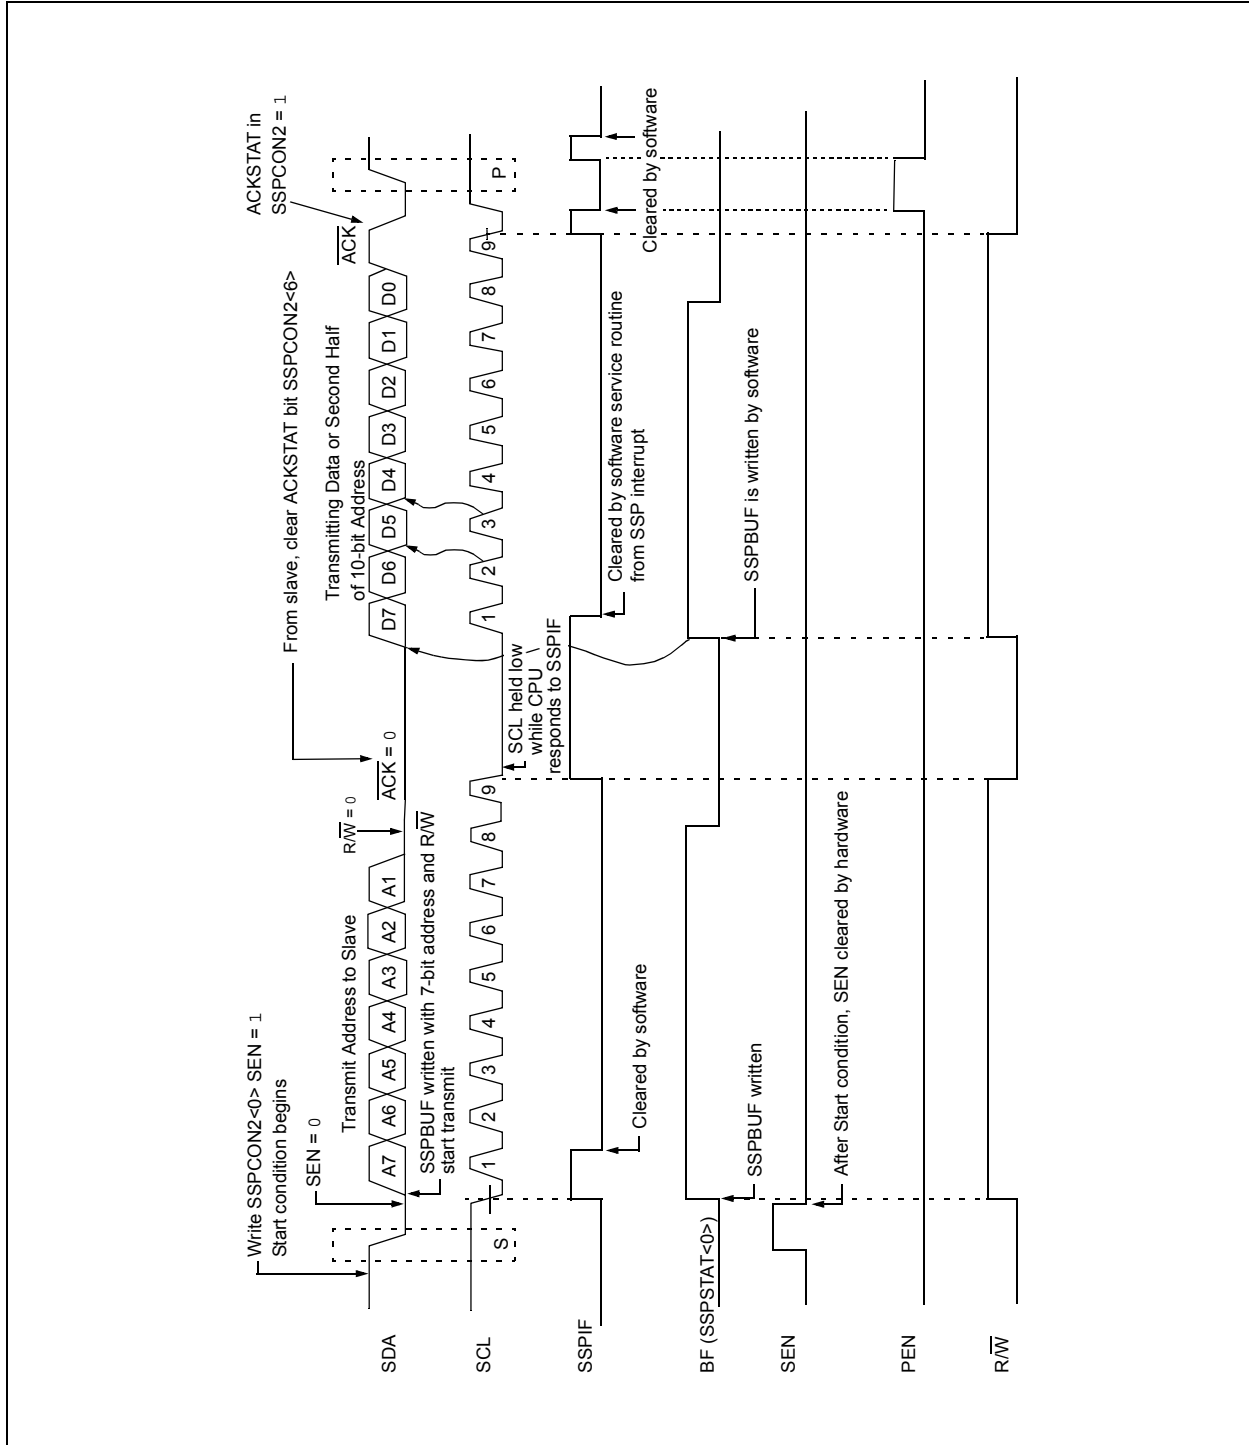 Write SSPCON2<0> SEN = 1
Start condition begins
SEN = 0
Transmit Address to Slave
R/W = 0
From slave, clear ACKSTAT bit SSPCON2<6>
ACK = 0
Transmitting Data or Second Half
of 10-bit Address
ACKSTAT in
SSPCON2 = 1
ACK
SDA
A7 A6 A5 A4 A3 A2 A1
D7 D6 D5 D4 D3 D2 D1 D0
SSPBUF written with 7-bit address and R/W
start transmit
SCL
S
1 2 3 4 5 6 7 8 9
1 2 3 4 5 6 7 8 9
P
SCL held low
while CPU
responds to SSPIF
SSPIF
Cleared by software
Cleared by software service routine
from SSP interrupt
Cleared by software
BF (SSPSTAT<0>)
SSPBUF written
SSPBUF is written by software
SEN
After Start condition, SEN cleared by hardware
PEN
R/W